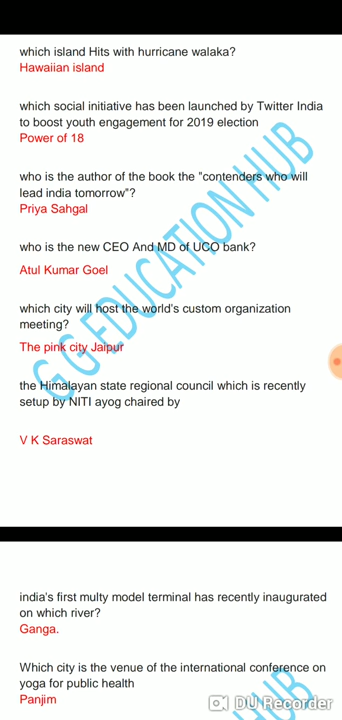 which island Hits with hurricane walaka?
Hawaiian island
which social initiative has been launched by Twitter India
to boost youth engagement for 2019 election
Power of 18
who is the author of the book the "contenders who will
lead india tomorrow"?
Priya Sahgal
who is the new CEO And MD of UCO bank?
Atul Kumar Goel
which city will host the world's custom organization
meeting?
The pink city Jaipur
the Himalayan state regional council which is recently
setup by NITI ayog chaired by
V K Saraswat
G G EDUCATION HUB
india's first multy model terminal has recently inaugurated
on which river?
Ganga.
Which city is the venue of the international conference on
yoga for public health
Panjim
HUB
DU Recorder